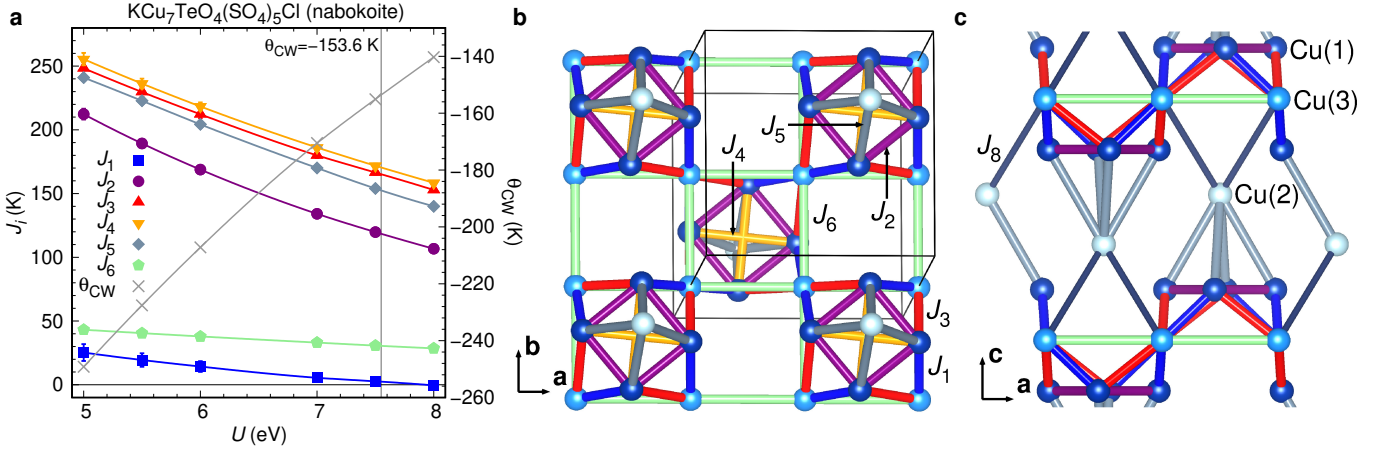 a
KCu7TeO4(SO4)5Cl (nabokoite)
θCW=−153.6 K
Ji (K)
250
200
150
100
50
0
J1
J2
J3
J4
J5
J6
θCW
5
6
7
8
U (eV)
−140
−160
−180
−200
−220
−240
−260
θCW (K)
b
J5
J4
J6
J2
J3
J1
b
a
c
Cu(1)
Cu(3)
J8
Cu(2)
c
a